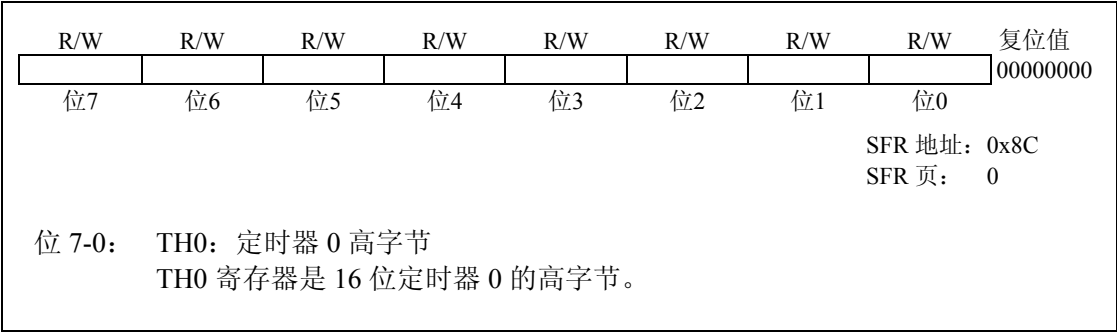 R/W R/W R/W R/W R/W R/W R/W R/W 复位值
00000000
位7 位6 位5 位4 位3 位2 位1 位0
SFR 地址： 0x8C
SFR 页： 0
位 7-0： TH0：定时器 0 高字节
TH0 寄存器是 16 位定时器 0 的高字节。